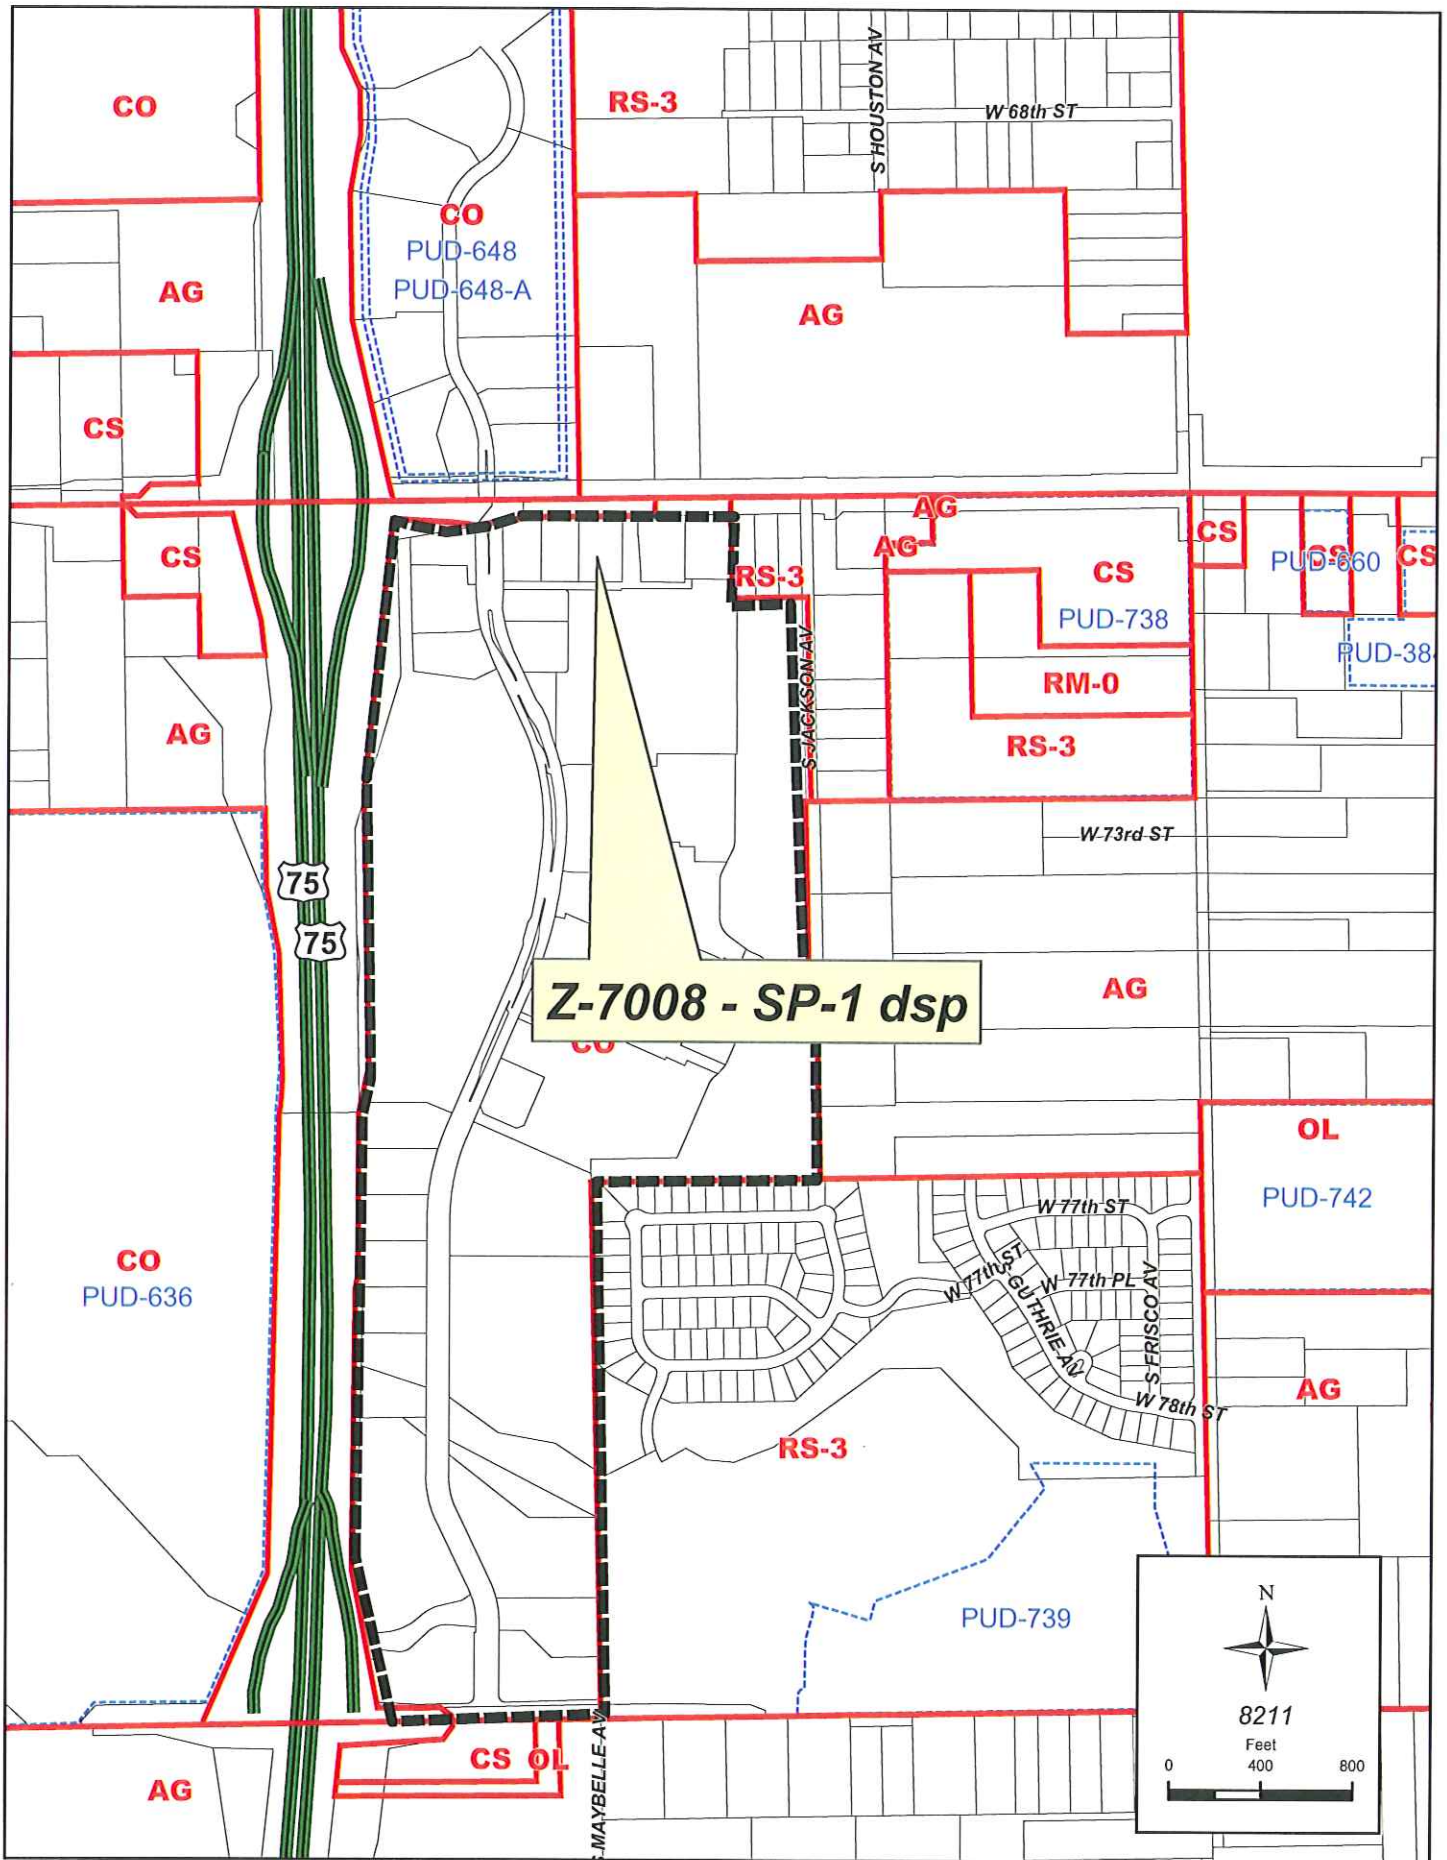 CO
RS-3
S HOUSTON AV
W 68th ST
CO
PUD-648
PUD-648-A
AG
AG
CS
CS
AG
AG
CS
CS
PUD-660
CS
CS
RS-3
CS
PUD-738
PUD-38
RM-0
S JACKSON AV
AG
RS-3
W 73rd ST
75
75
Z-7008 - SP-1 dsp
CO
AG
OL
PUD-742
W 77th ST
W 77th ST
W 77th PL
S GUTHRIE AV
S FRISCO AV
W 78th ST
CO
PUD-636
AG
RS-3
PUD-739
N
8211
Feet
0 400 800
CS OL
AG
S MAYBELLE AV